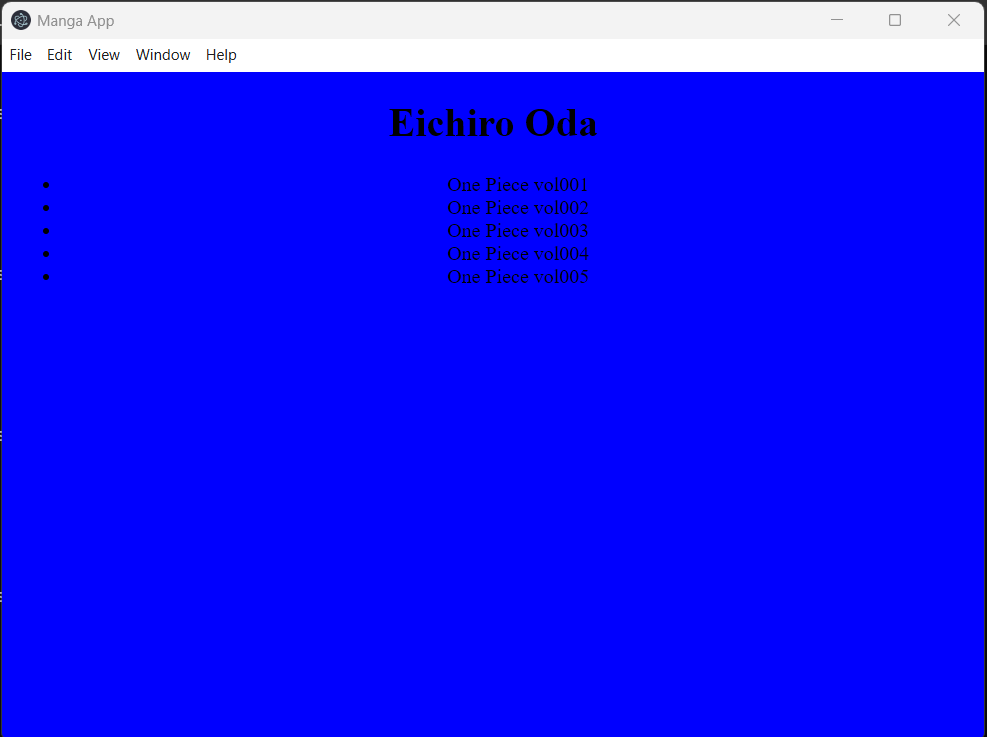 Manga App
File Edit View Window Help
Eichiro Oda
One Piece vol001
One Piece vol002
One Piece vol003
One Piece vol004
One Piece vol005